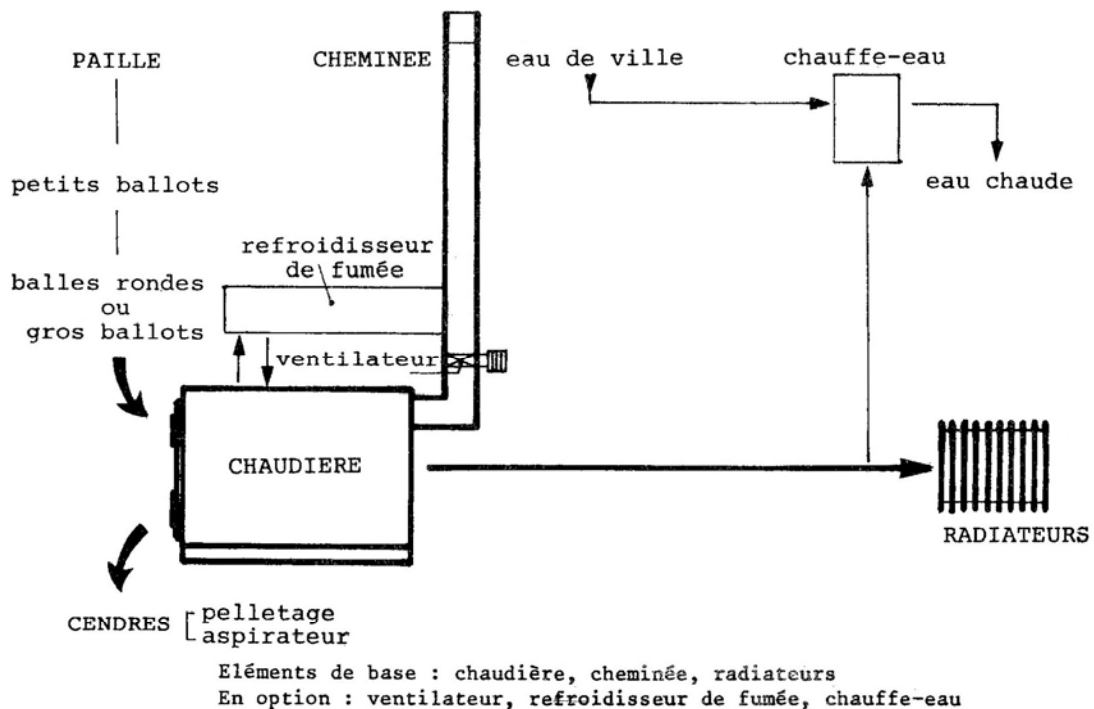 PAILLE
CHEMINEE
eau de ville
chauffe-eau
petits ballots
eau chaude
refroidisseur
de fumée
balles rondes
ou
gros ballots
ventilateur
CHAUDIERE
RADIATEURS
CENDRES
pelletage
aspirateur
Eléments de base : chaudière, cheminée, radiateurs
En option : ventilateur, refroidisseur de fumée, chauffe-eau